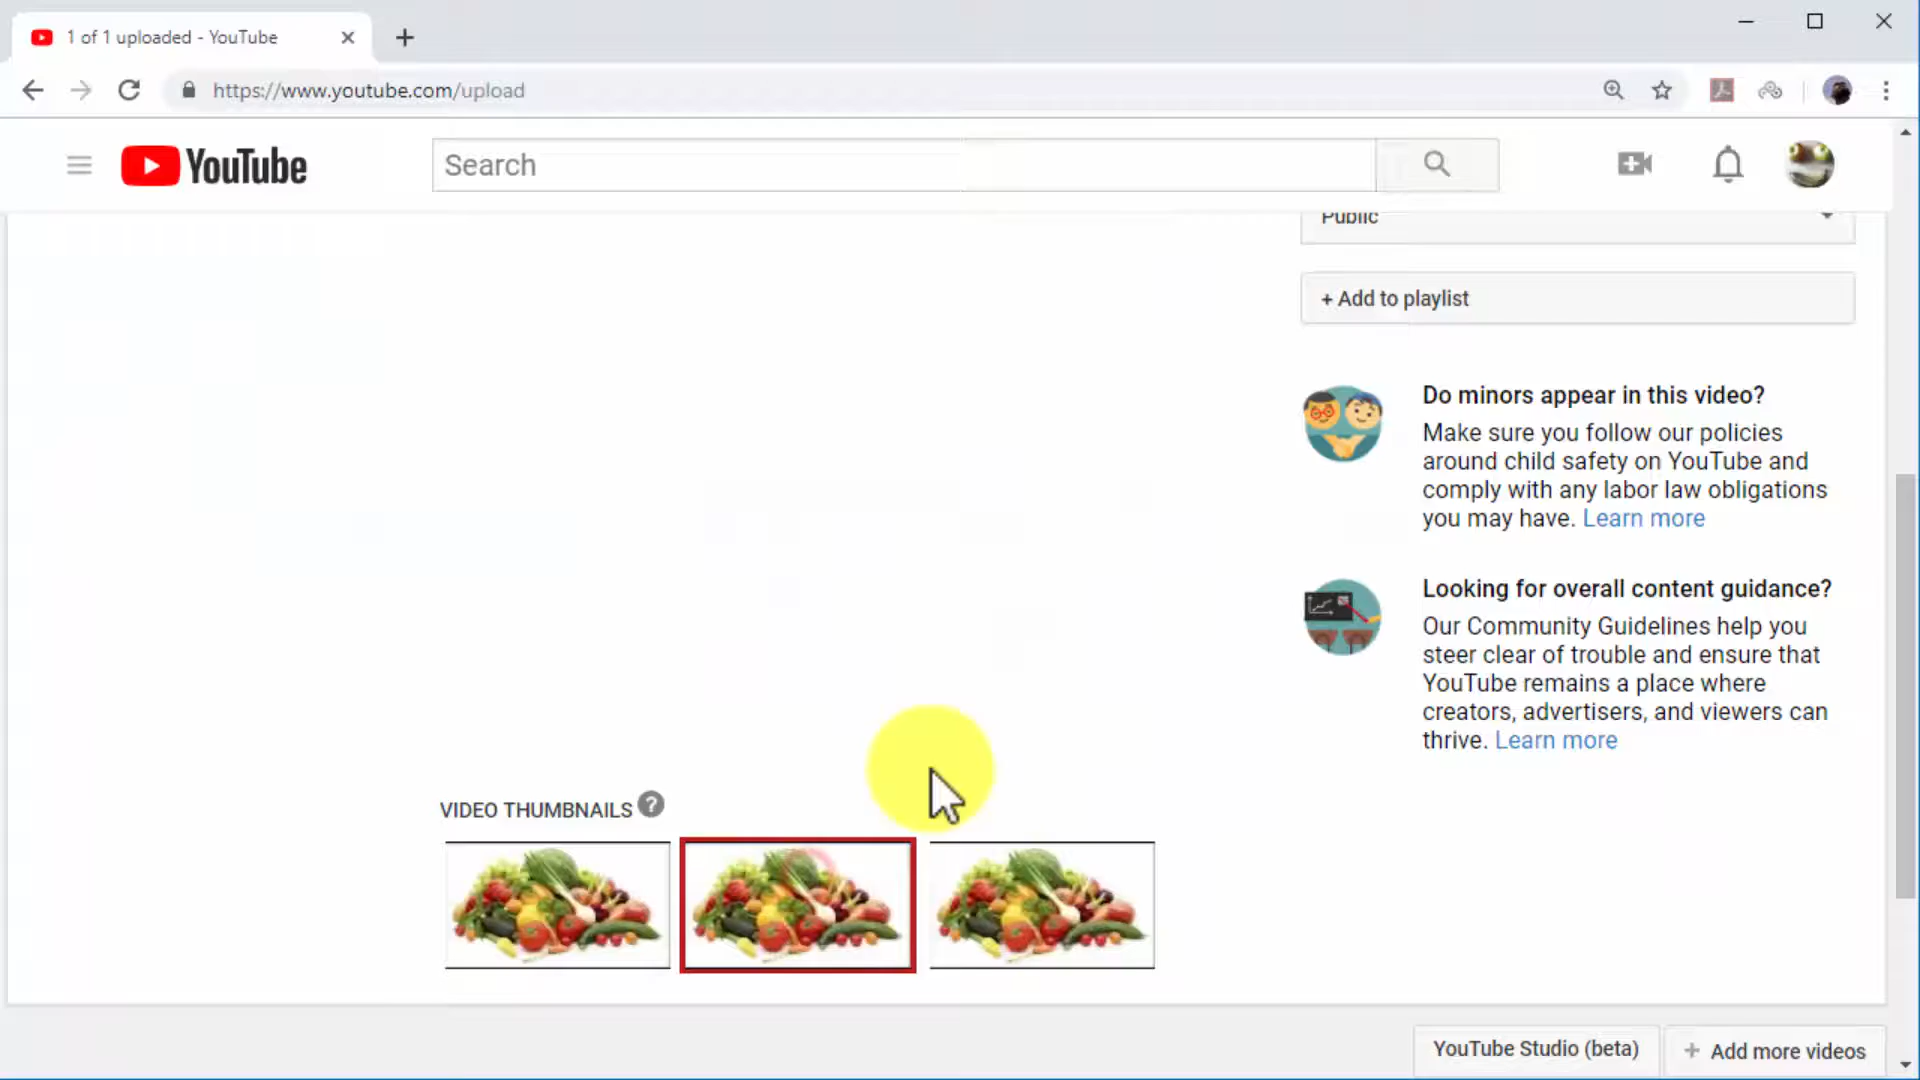 1 of 1 uploaded - YouTube
https://www.youtube.com/upload
YouTube
Search
Public
+ Add to playlist
Do minors appear in this video?
Make sure you follow our policies
around child safety on YouTube and
comply with any labor law obligations
you may have. Learn more
Looking for overall content guidance?
Our Community Guidelines help you
steer clear of trouble and ensure that
YouTube remains a place where
creators, advertisers, and viewers can
thrive. Learn more
VIDEO THUMBNAILS ?
YouTube Studio (beta)
+ Add more videos